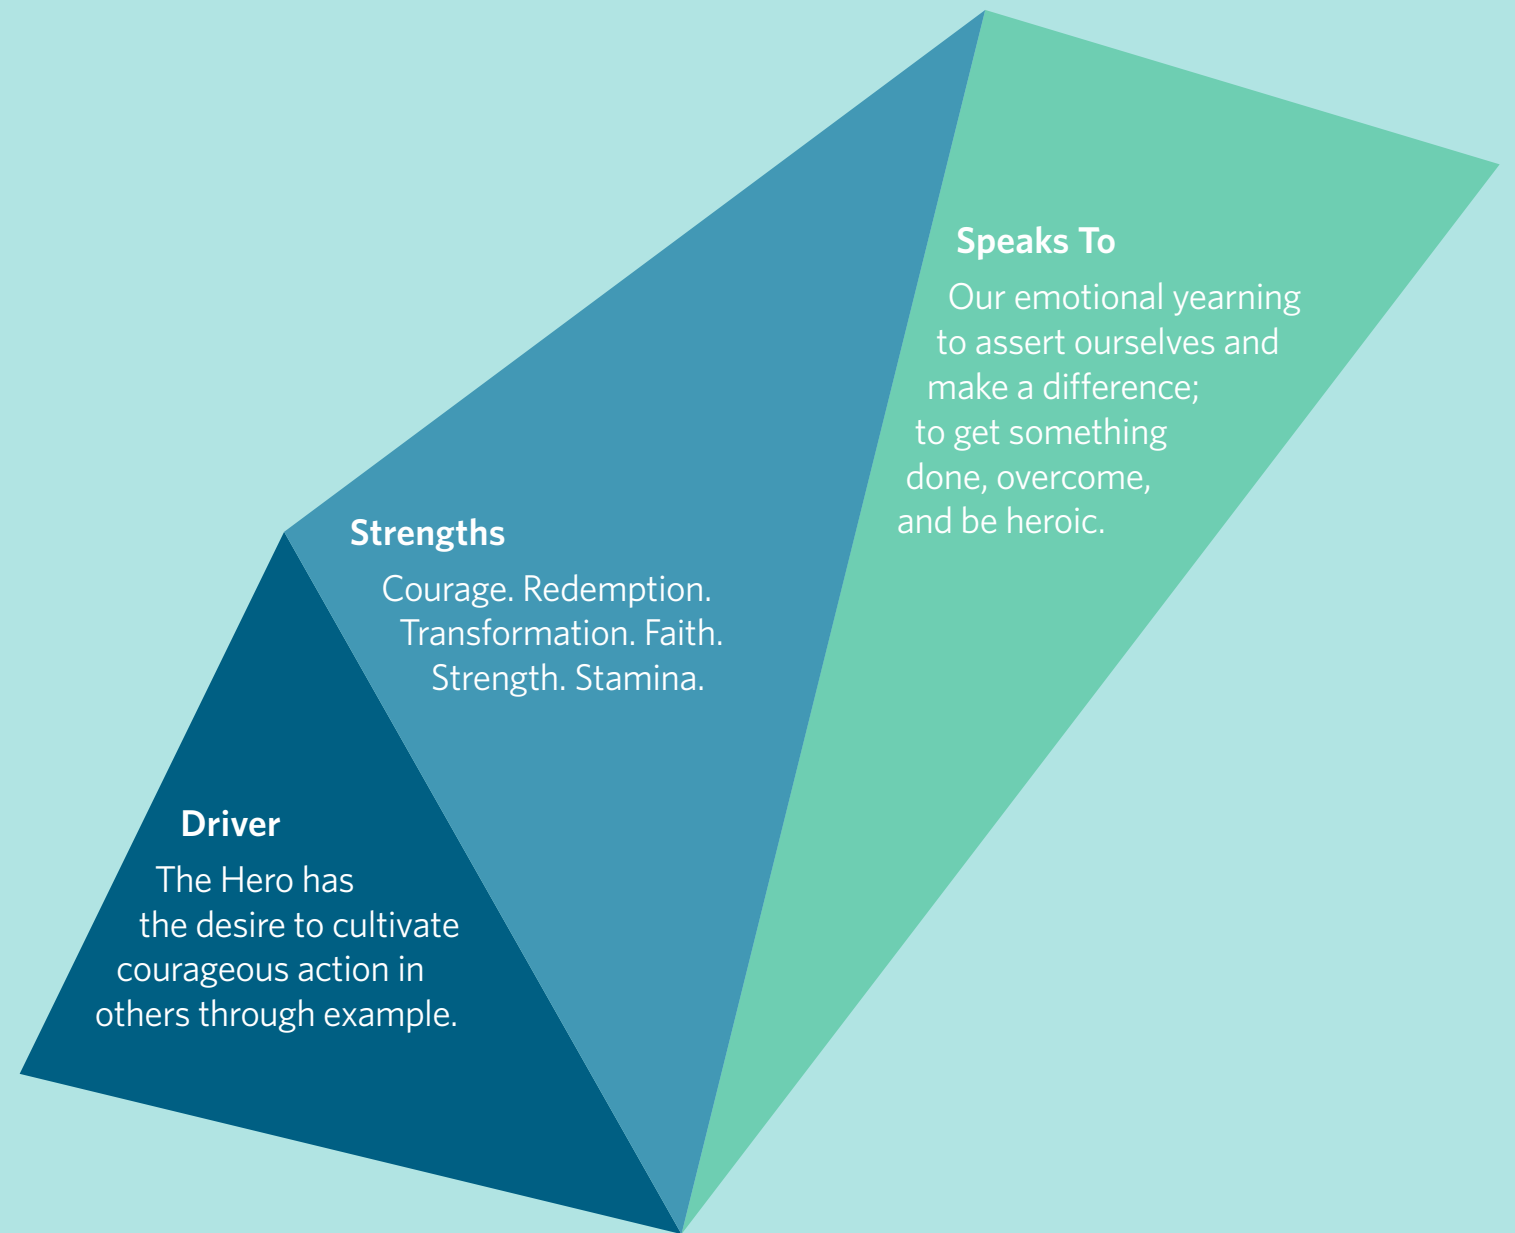 Driver
The Hero has
the desire to cultivate
courageous action in
others through example.
Strengths
Courage. Redemption.
Transformation. Faith.
Strength. Stamina.
Speaks To
Our emotional yearning
to assert ourselves and
make a difference;
to get something
done, overcome,
and be heroic.